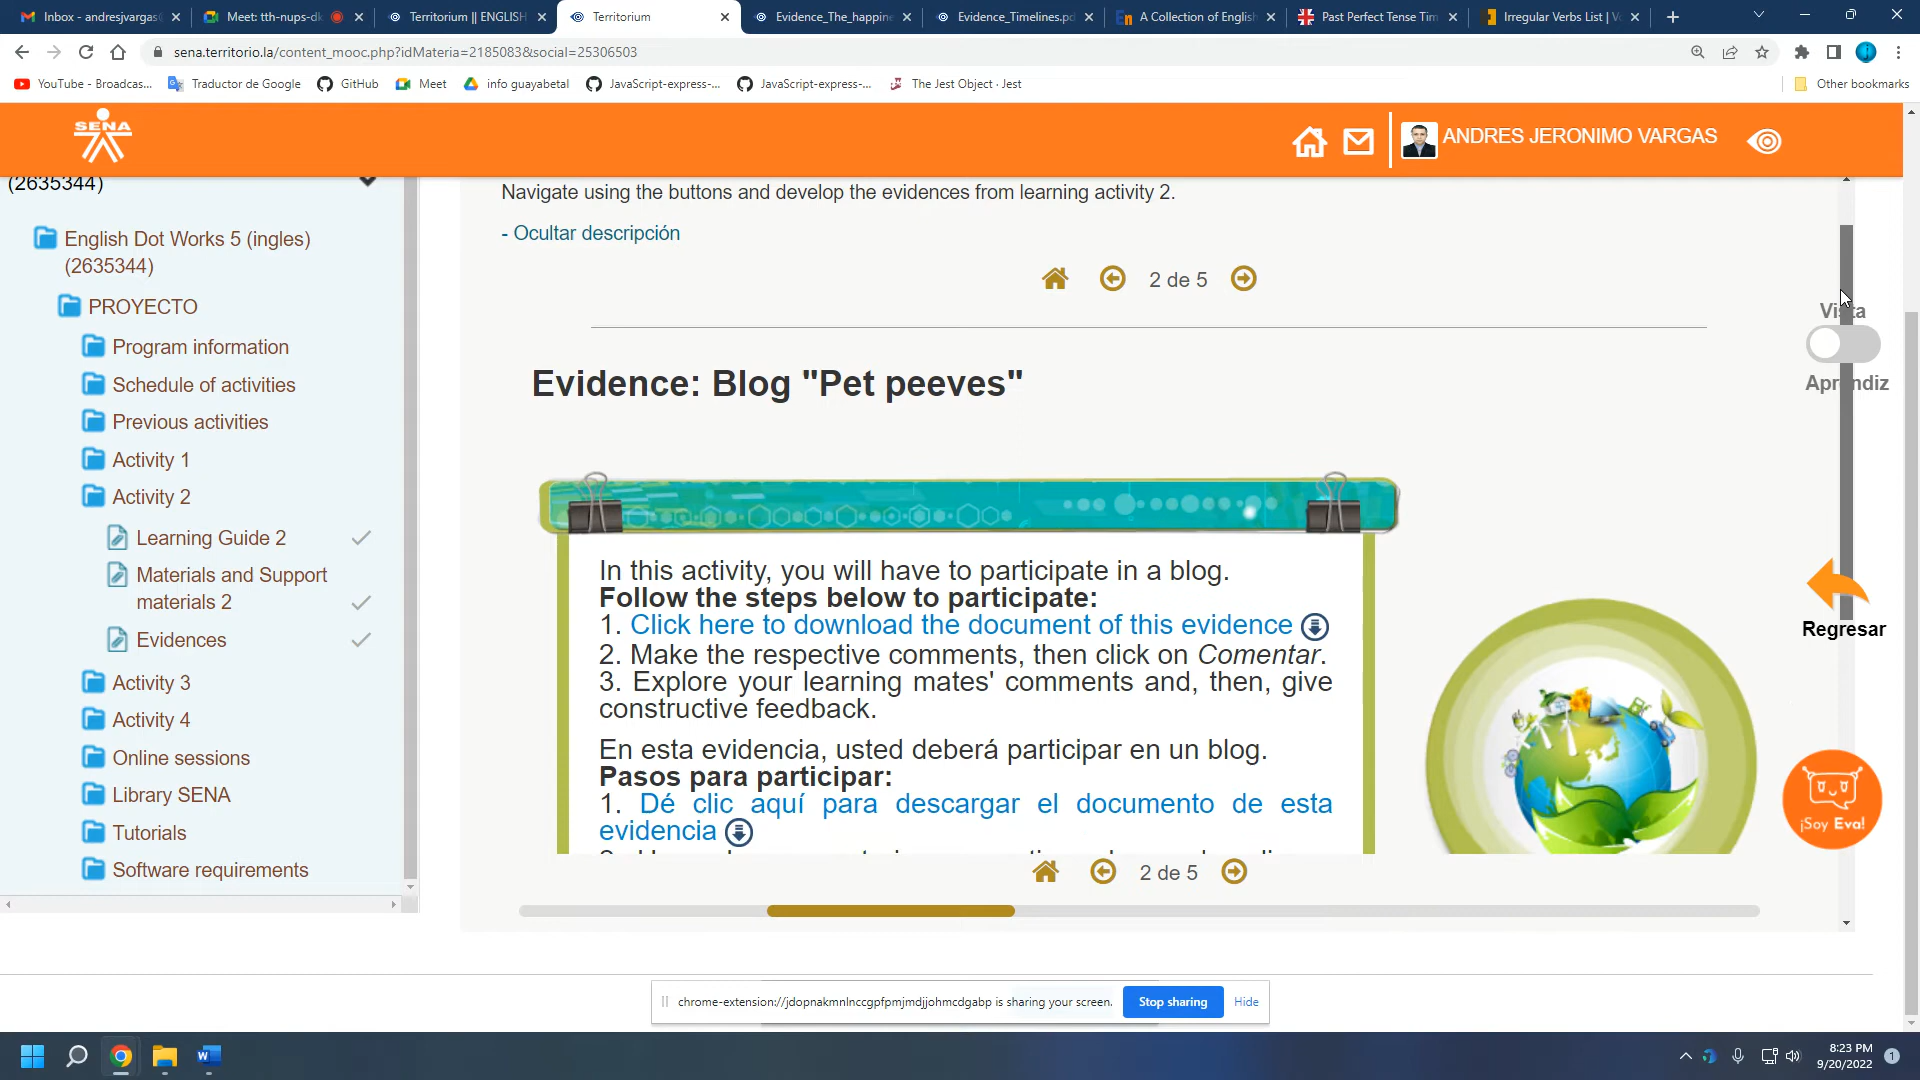 Inbox - andresjvargas@
Meet: tth-nups-dk
Territorium || ENGLISH
Territorium
Evidence_The_happine
Evidence_Timelines.pd
A Collection of English
Past Perfect Tense Tim
Irregular Verbs List | Vo
sena.territorio.la/content_mooc.php?idMateria=2185083&social=25306503
YouTube - Broadcas...
Traductor de Google
GitHub
Meet
info guayabetal
JavaScript-express-...
JavaScript-express-...
The Jest Object · Jest
Other bookmarks
SENA
ANDRES JERONIMO VARGAS
(2635344)
English Dot Works 5 (ingles)
(2635344)
PROYECTO
Program information
Schedule of activities
Previous activities
Activity 1
Activity 2
Learning Guide 2
Materials and Support
materials 2
Evidences
Activity 3
Activity 4
Online sessions
Library SENA
Tutorials
Software requirements
Navigate using the buttons and develop the evidences from learning activity 2.
- Ocultar descripción
2 de 5
Evidence: Blog "Pet peeves"
In this activity, you will have to participate in a blog.
Follow the steps below to participate:
1. Click here to download the document of this evidence
2. Make the respective comments, then click on Comentar.
3. Explore your learning mates' comments and, then, give
constructive feedback.
En esta evidencia, usted deberá participar en un blog.
Pasos para participar:
1. Dé clic aquí para descargar el documento de esta
evidencia
2 de 5
Vista
Aprendiz
Regresar
¡Soy Eva!
chrome-extension://jdopnakmnlnccgpfpmjmdjjohmcdgabp is sharing your screen.
Stop sharing
Hide
8:23 PM
9/20/2022
1